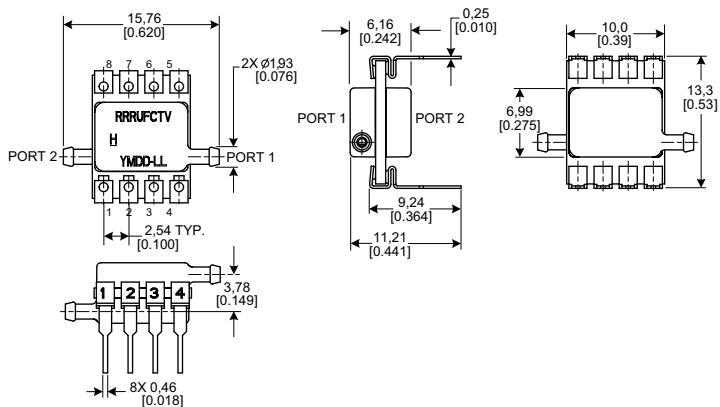 15,76
[0.620]
8 7 6 5
2X Ø1,93
[0.076]
RRRUFCTV
H
YMDD-LL
PORT 2
PORT 1
1 2 3 4
2,54 TYP.
[0.100]
6,16
[0.242]
0,25
[0.010]
PORT 1
PORT 2
9,24
[0.364]
11,21
[0.441]
10,0
[0.39]
6,99
[0.275]
13,3
[0.53]
1 2 3 4
3,78
[0.149]
8X 0,46
[0.018]